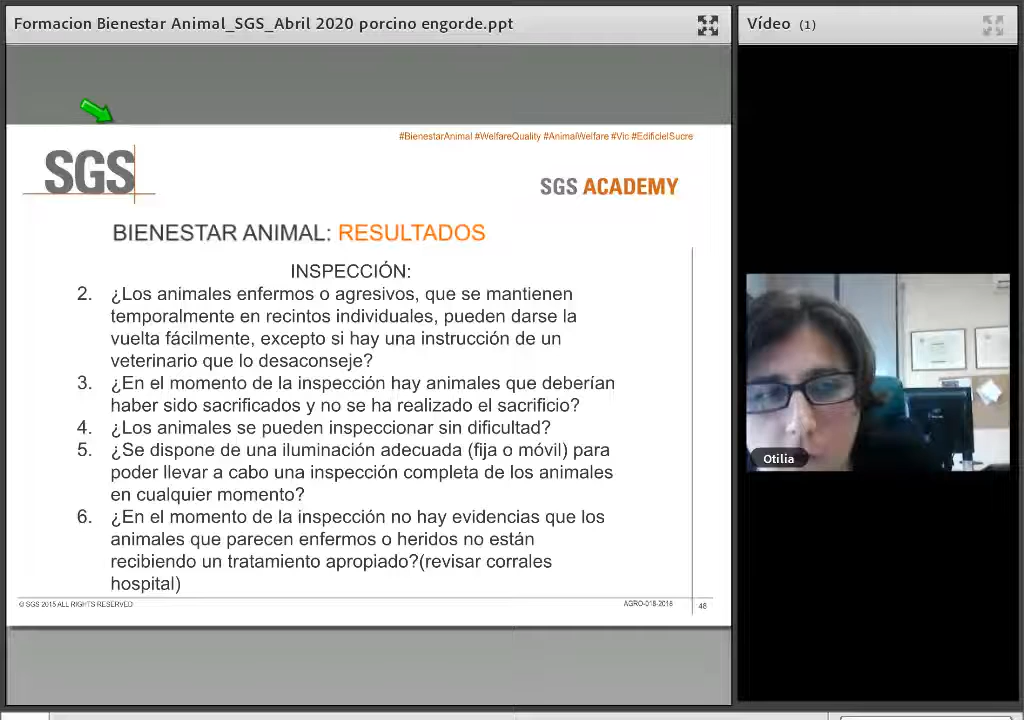 Formacion Bienestar Animal_SGS_Abril 2020 porcino engorde.ppt
Vídeo (1)
#BienestarAnimal #WelfareQuality #AnimalWelfare #Vic #EdificielSucre
SGS
SGS ACADEMY
BIENESTAR ANIMAL: RESULTADOS
INSPECCIÓN:
2. ¿Los animales enfermos o agresivos, que se mantienen
temporalmente en recintos individuales, pueden darse la
vuelta fácilmente, excepto si hay una instrucción de un
veterinario que lo desaconseje?
3. ¿En el momento de la inspección hay animales que deberían
haber sido sacrificados y no se ha realizado el sacrificio?
4. ¿Los animales se pueden inspeccionar sin dificultad?
5. ¿Se dispone de una iluminación adecuada (fija o móvil) para
poder llevar a cabo una inspección completa de los animales
en cualquier momento?
6. ¿En el momento de la inspección no hay evidencias que los
animales que parecen enfermos o heridos no están
recibiendo un tratamiento apropiado?(revisar corrales
hospital)
© SGS 2015 ALL RIGHTS RESERVED
AGRO-018-2018
48
Otilia